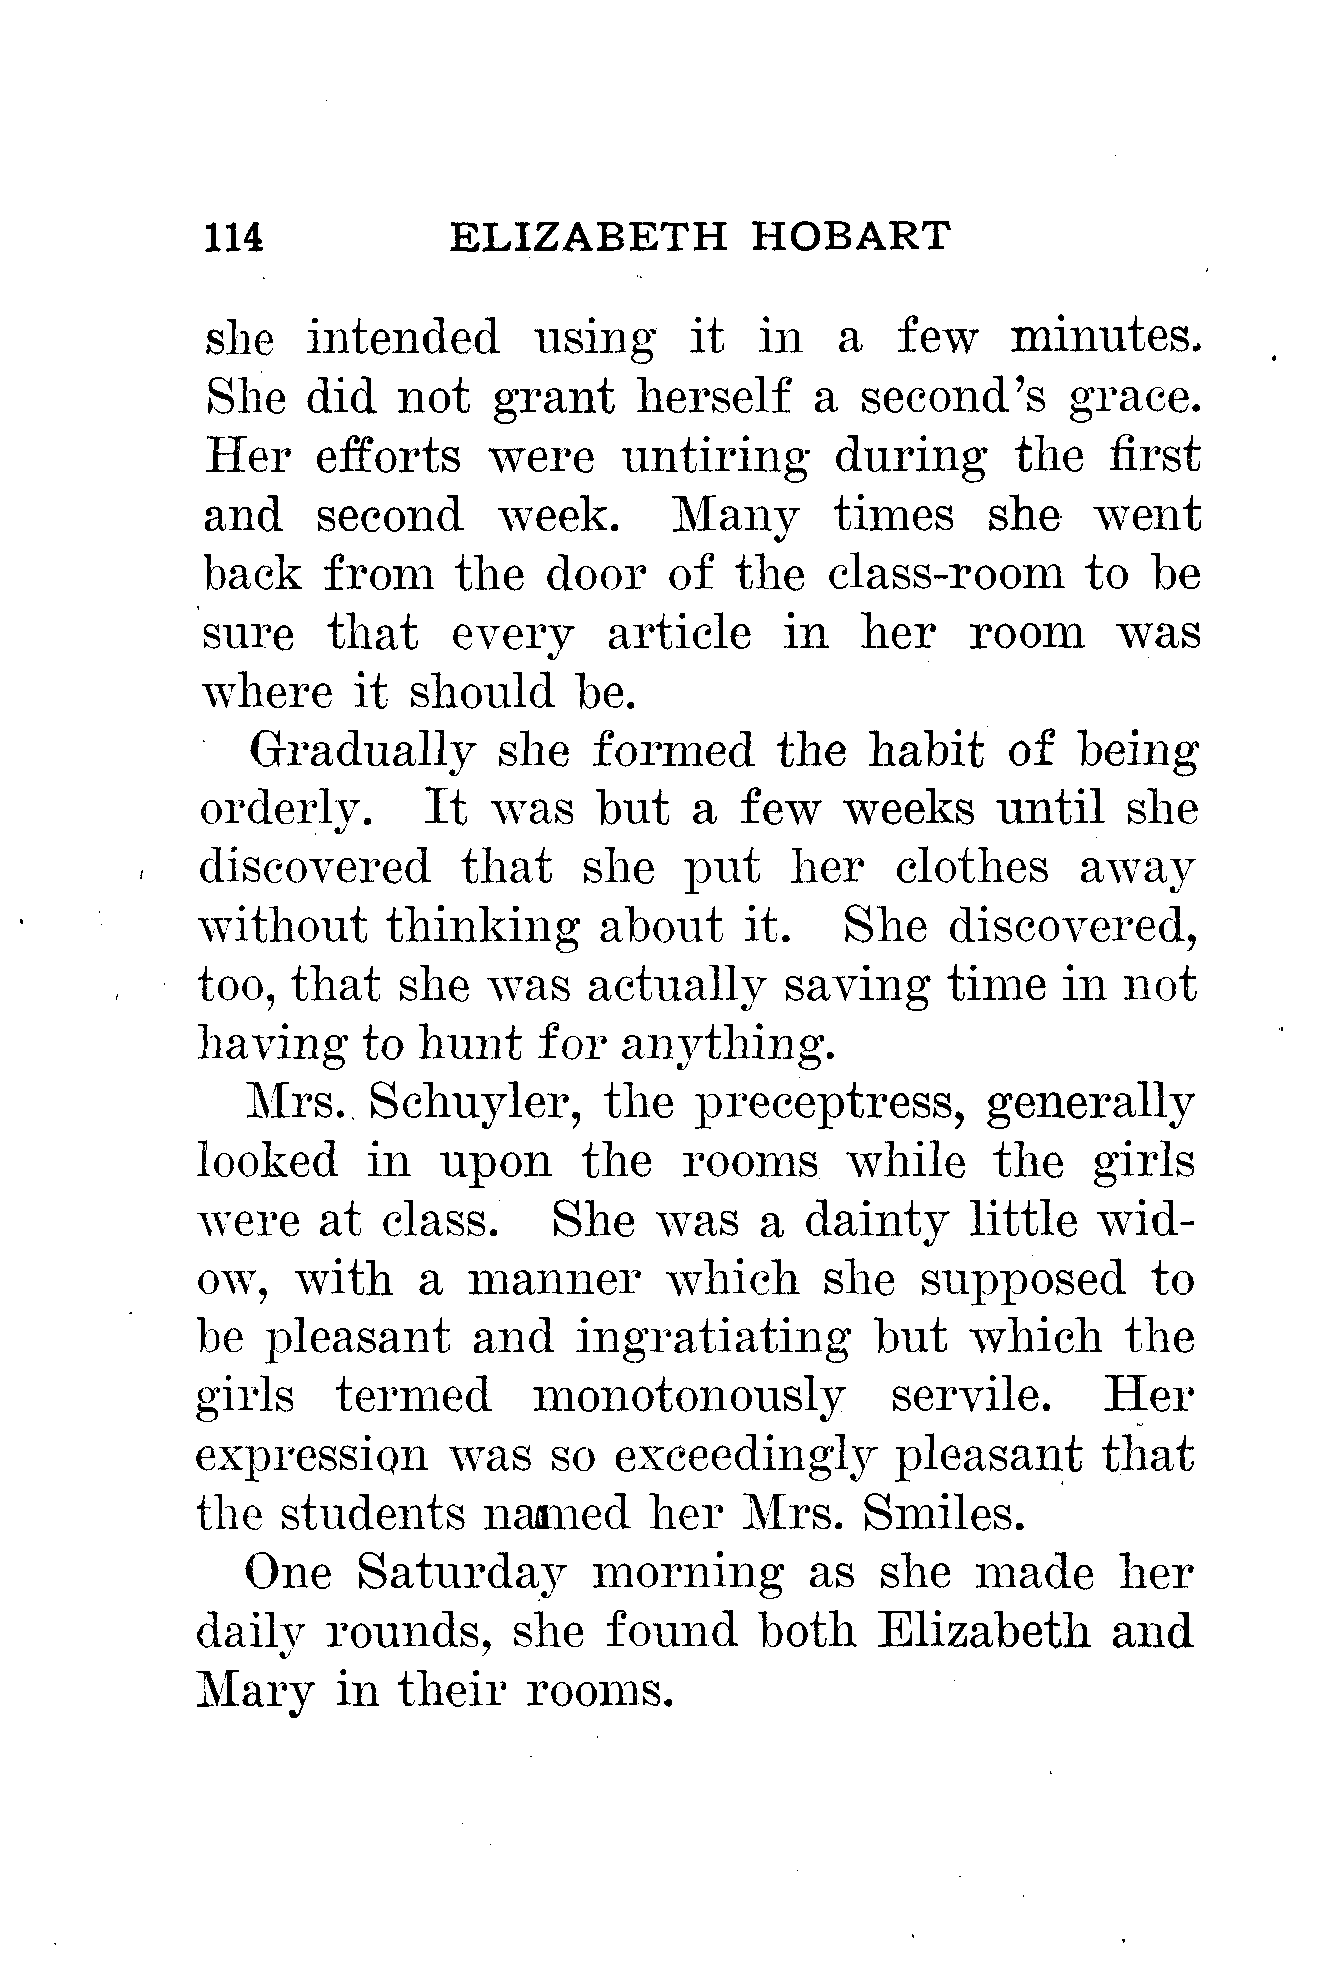 114 ELIZABETH HOBART
she intended using it in a few minutes.
She did not grant herself a second's grace.
Her efforts were untiring during the first
and second week. Many times she went
back from the door of the class-room to be
sure that every article in her room was
where it should be.
Gradually she formed the habit of being
orderly. It was but a few weeks until she
discovered that she put her clothes away
without thinking about it. She discovered,
too, that she was actually saving time in not
having to hunt for anything.
Mrs. Schuyler, the preceptress, generally
looked in upon the rooms while the girls
were at class. She was a dainty little wid-
ow, with a manner which she supposed to
be pleasant and ingratiating but which the
girls termed monotonously servile. Her
expression was so exceedingly pleasant that
the students named her Mrs. Smiles.
One Saturday morning as she made her
daily rounds, she found both Elizabeth and
Mary in their rooms.